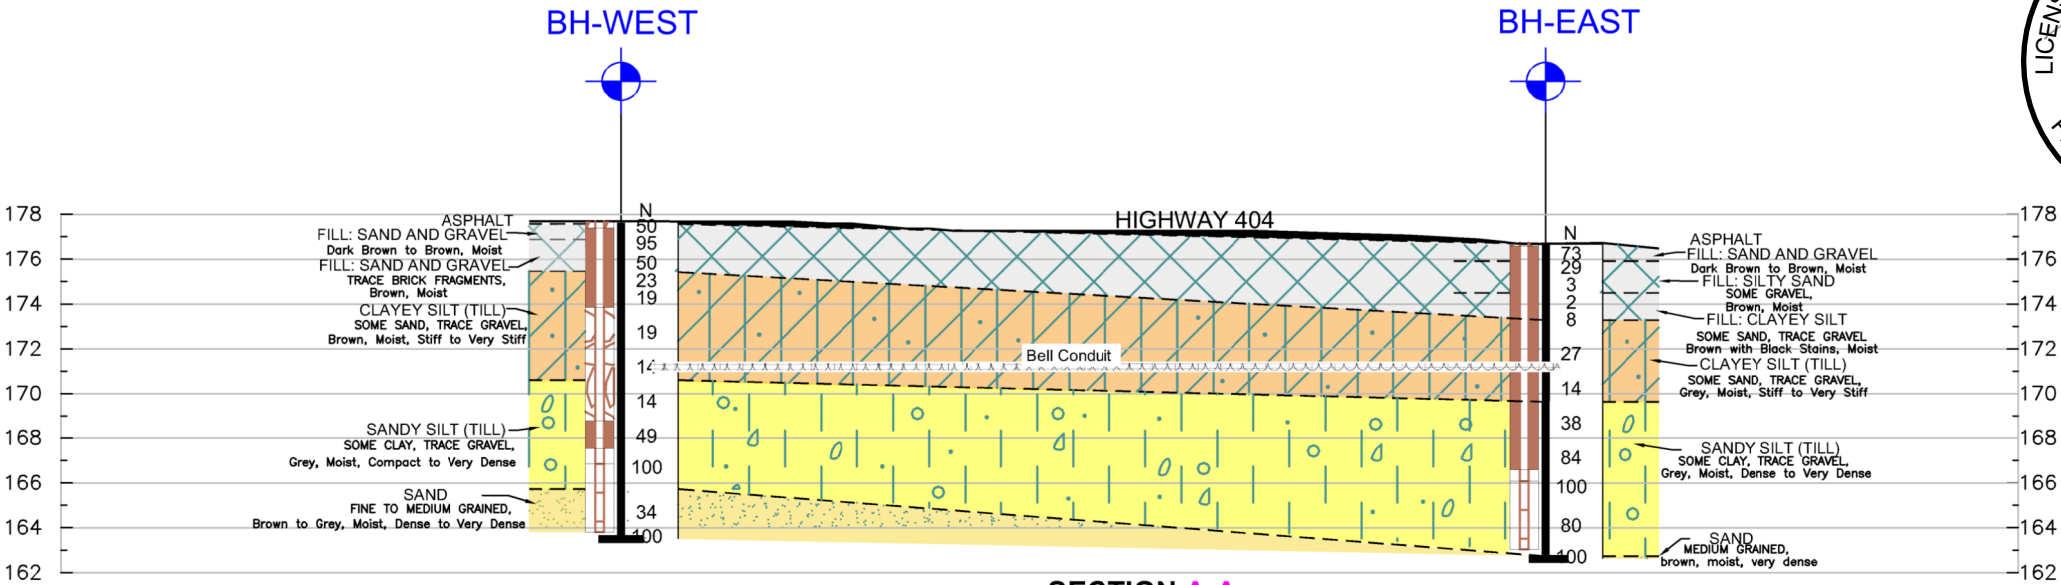 BH-WEST
BH-EAST
LICENS
HIGHWAY 404
Bell Conduit
178
176
174
172
170
168
166
164
162
ASPHALT
FILL: SAND AND GRAVEL
Dark Brown to Brown, Moist
FILL: SAND AND GRAVEL
TRACE BRICK FRAGMENTS,
Brown, Moist
CLAYEY SILT (TILL)
SOME SAND, TRACE GRAVEL,
Brown, Moist, Stiff to Very Stiff
SANDY SILT (TILL)
SOME CLAY, TRACE GRAVEL,
Grey, Moist, Compact to Very Dense
SAND
FINE TO MEDIUM GRAINED,
Brown to Grey, Moist, Dense to Very Dense
N
50
95
50
23
19
19
14
14
49
100
34
100
N
73
29
3
2
8
27
14
38
84
100
80
100
ASPHALT
FILL: SAND AND GRAVEL
Dark Brown to Brown, Moist
FILL: SILTY SAND
SOME GRAVEL,
Brown, Moist
FILL: CLAYEY SILT
SOME SAND, TRACE GRAVEL
Brown with Black Stains, Moist
CLAYEY SILT (TILL)
SOME SAND, TRACE GRAVEL,
Grey, Moist, Stiff to Very Stiff
SANDY SILT (TILL)
SOME CLAY, TRACE GRAVEL,
Grey, Moist, Dense to Very Dense
SAND
MEDIUM GRAINED,
brown, moist, very dense
178
176
174
172
170
168
166
164
162
SECTION A-A